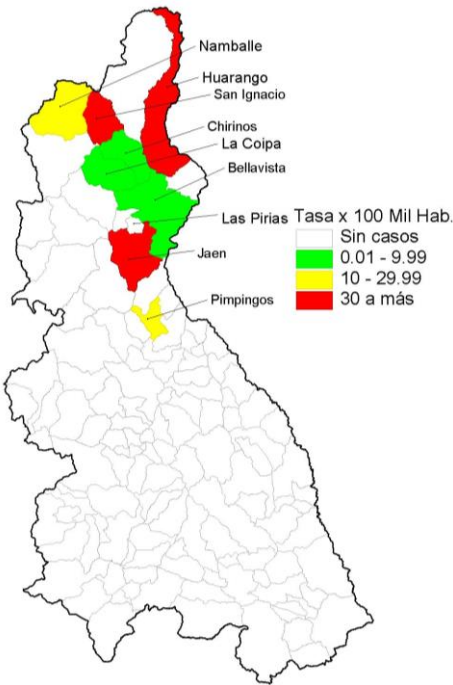 Namballe
Huarango
San Ignacio
Chirinos
La Coipa
Bellavista
Las Pirias
Jaen
Pimpingos
Tasa x 100 Mil Hab.
Sin casos
0.01 - 9.99
10 - 29.99
30 a más